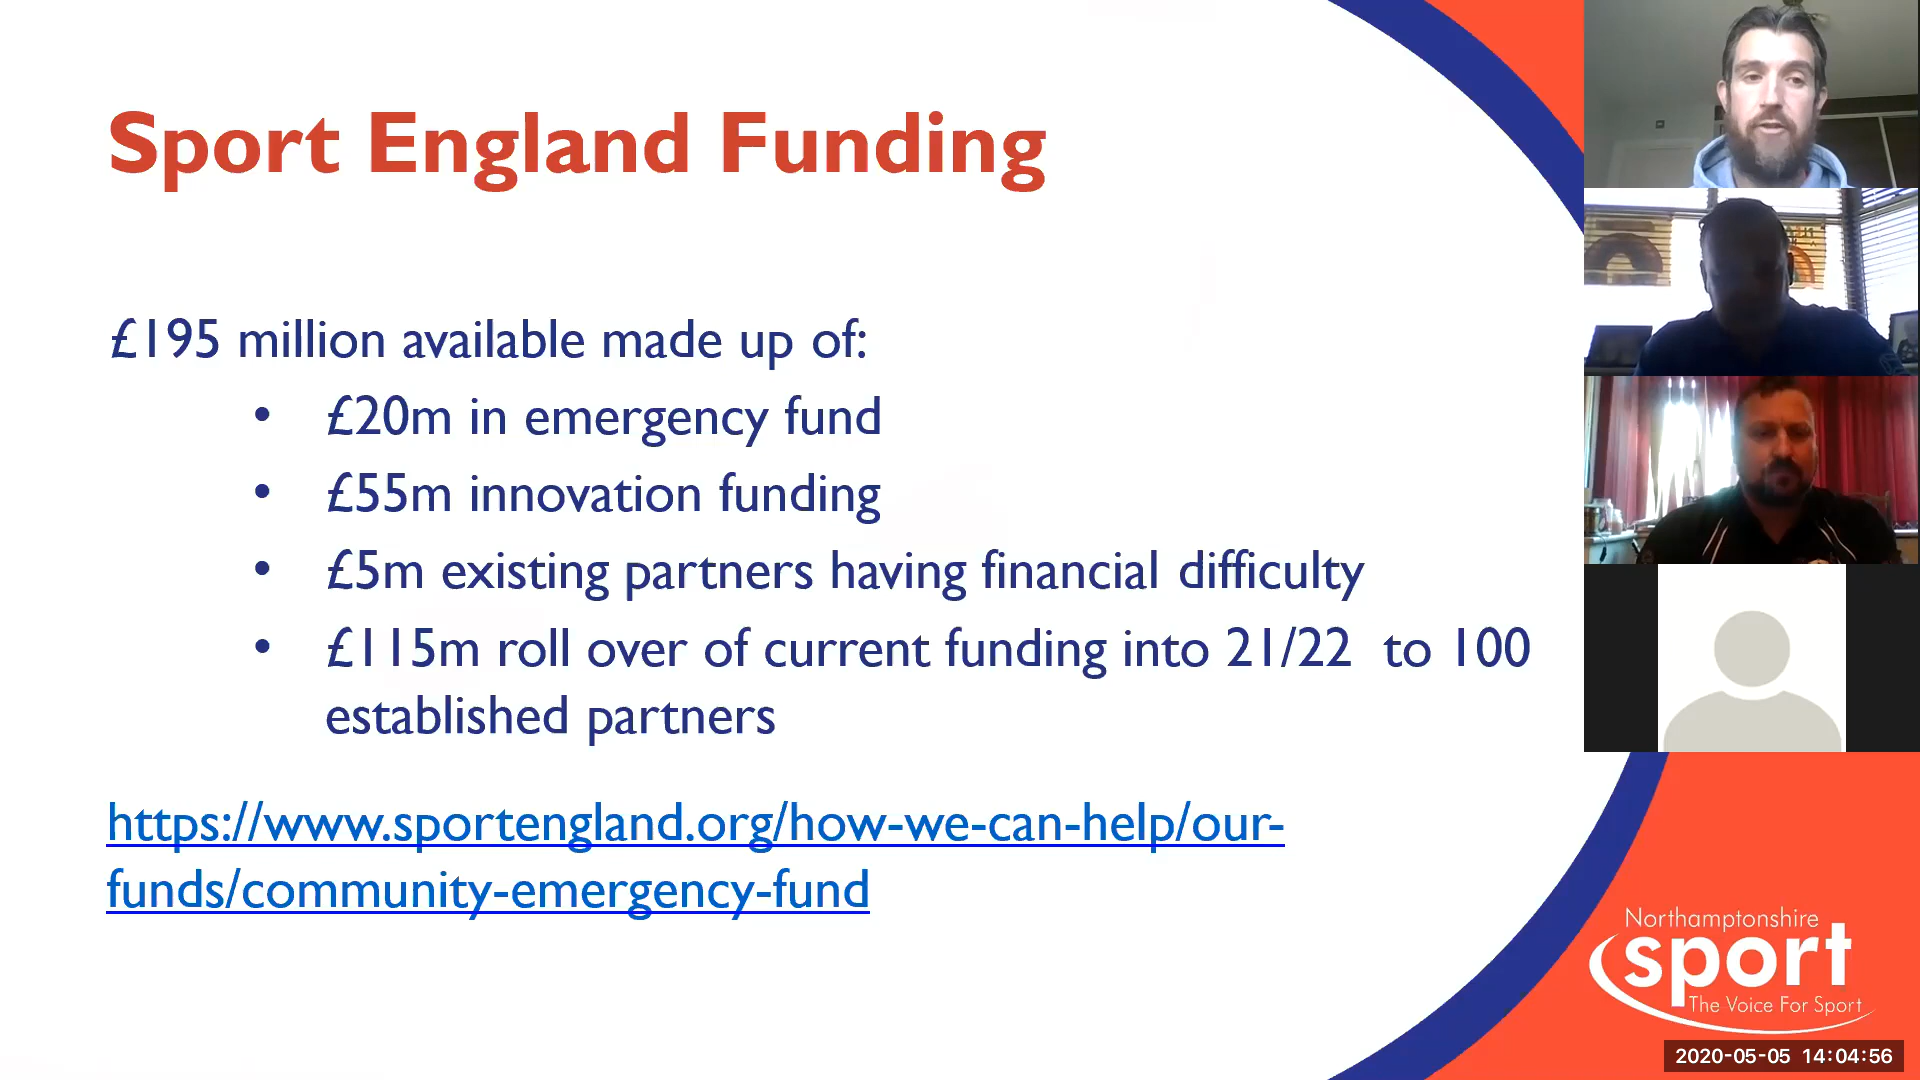 Sport England Funding
£195 million available made up of:
• £20m in emergency fund
• £55m innovation funding
• £5m existing partners having financial difficulty
• £115m roll over of current funding into 21/22 to 100
established partners
https://www.sportengland.org/how-we-can-help/our-
funds/community-emergency-fund
Northamptonshire
sport
The Voice For Sport
2020-05-05 14:04:56